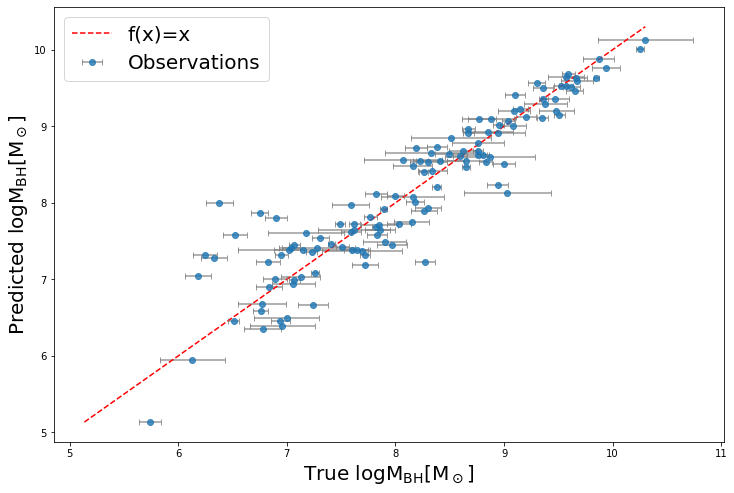 f(x)=x
Observations
Predicted logM_BH[M_⊙]
10
9
8
7
6
5
5 6 7 8 9 10 11
True logM_BH[M_⊙]